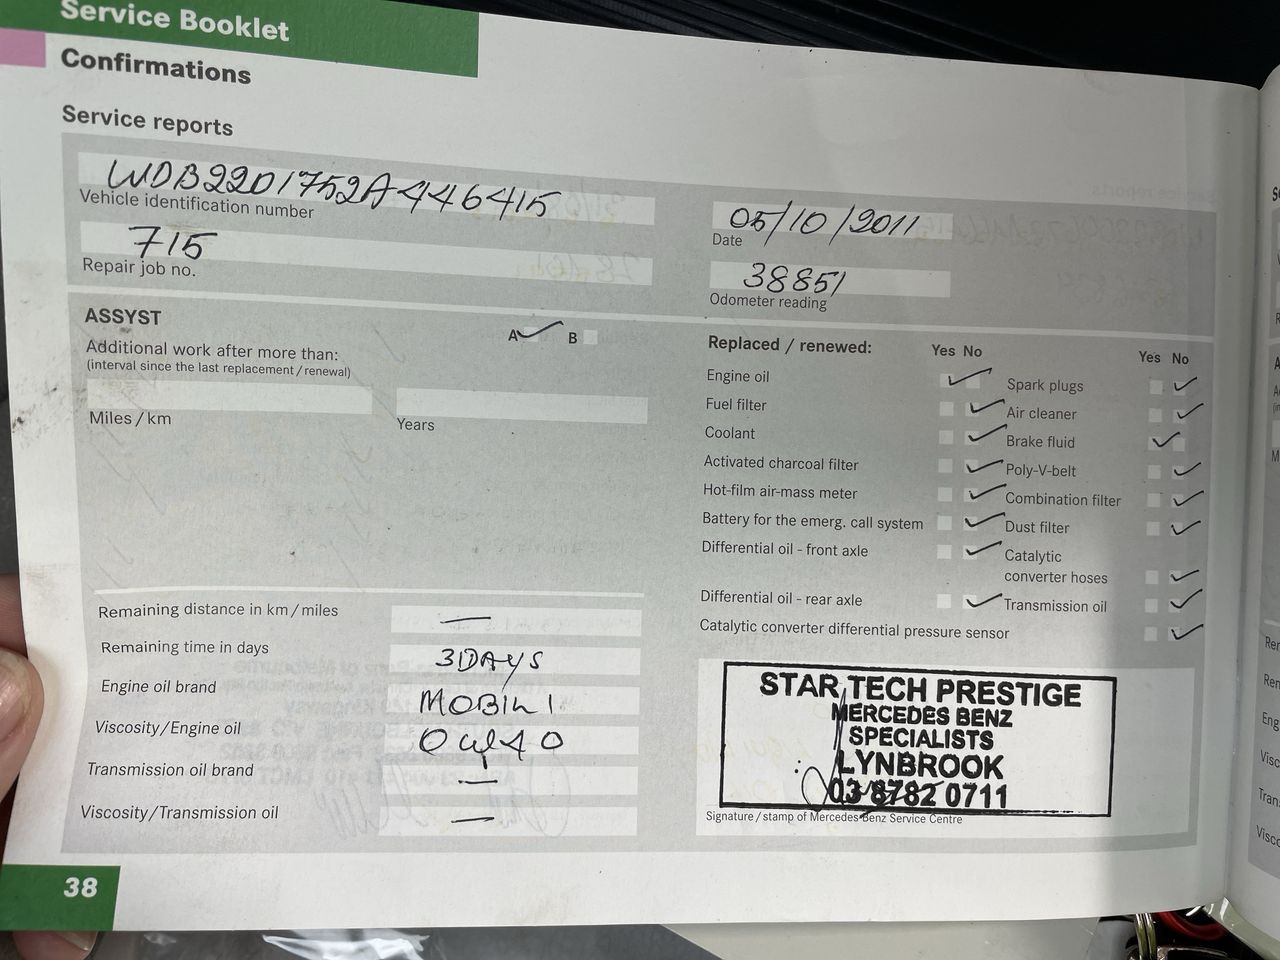 Service Booklet
Confirmations
Service reports
WDB2201752A446415
Vehicle identification number
05/10/2011
Date
715
Repair job no.
38851
Odometer reading
ASSYST
A ✓ B
Additional work after more than:
(interval since the last replacement / renewal)
Miles / km
Years
Replaced / renewed:
Yes No
Yes No
Engine oil
Spark plugs
Fuel filter
Air cleaner
Coolant
Brake fluid
Activated charcoal filter
Poly-V-belt
Hot-film air-mass meter
Combination filter
Battery for the emerg. call system
Dust filter
Differential oil - front axle
Catalytic
converter hoses
Differential oil - rear axle
Transmission oil
Catalytic converter differential pressure sensor
Remaining distance in km / miles
—
Remaining time in days
3 DAYS
Engine oil brand
MOBIL 1
Viscosity/Engine oil
0W40
Transmission oil brand
—
Viscosity/Transmission oil
—
STAR TECH PRESTIGE
MERCEDES BENZ
SPECIALISTS
LYNBROOK
03 8782 0711
Signature / stamp of Mercedes-Benz Service Centre
38